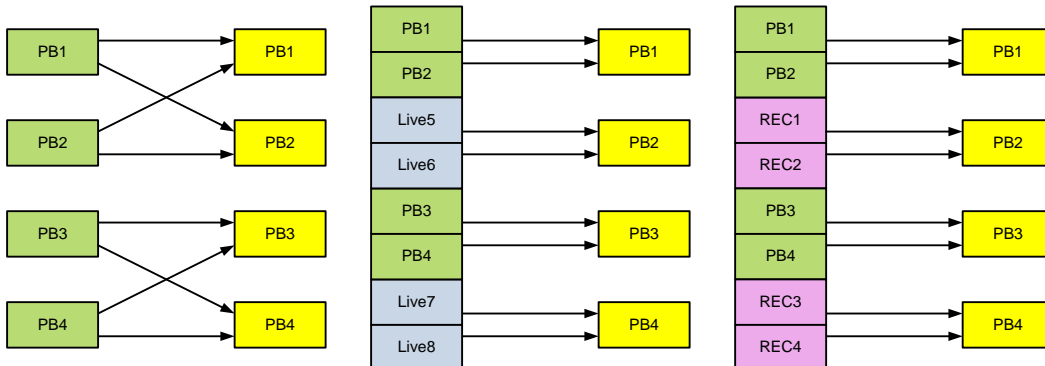 PB1
PB1
PB2
PB2
PB3
PB3
PB4
PB4
PB1
PB2
Live5
Live6
PB3
PB4
Live7
Live8
PB1
PB2
PB3
PB4
PB1
PB2
REC1
REC2
PB3
PB4
REC3
REC4
PB1
PB2
PB3
PB4